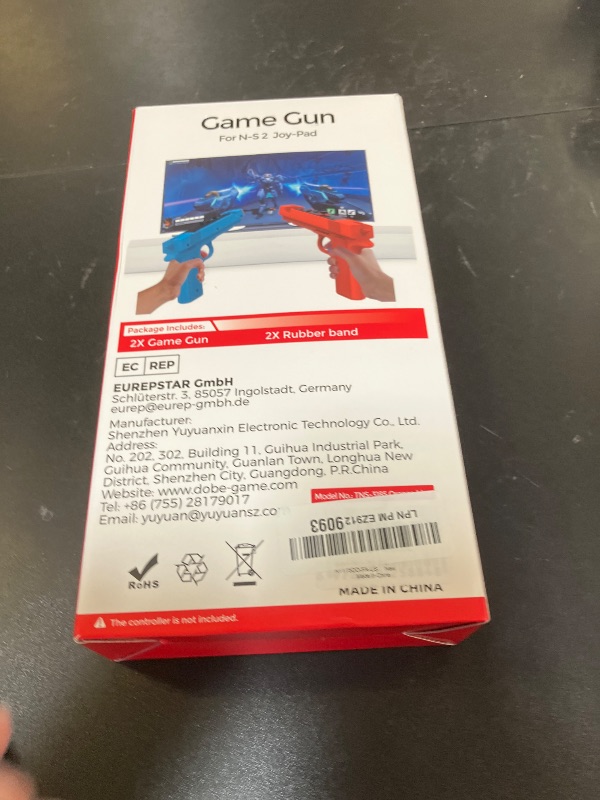 Game Gun
For N-S 2 Joy-Pad
Package Includes:
2X Game Gun 2X Rubber band
EC REP
EUREPSTAR GmbH
Schlüterstr. 3, 85057 Ingolstadt, Germany
eurep@eurep-gmbh.de
Manufacturer:
Shenzhen Yuyuanxin Electronic Technology Co., Ltd.
Address:
No. 202, 302, Building 11, Guihua Industrial Park,
Guihua Community, Guanlan Town, Longhua New
District, Shenzhen City, Guangdong, P.R.China
Website: www.dobe-game.com
Tel: +86 (755) 28179017
Email: yuyuan@yuyuansz.co
Model No.:
LPN PM EZ912 9093
RoHS
MADE IN CHINA
The controller is not included.